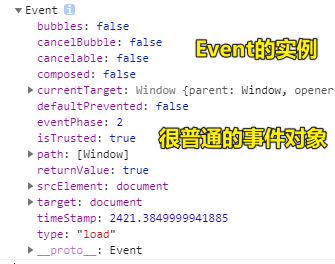 Event i
bubbles: false
cancelBubble: false
cancelable: false
composed: false
currentTarget: Window {parent: Window, opener
defaultPrevented: false
eventPhase: 2
isTrusted: true
path: [Window]
returnValue: true
srcElement: document
target: document
timeStamp: 2421.3849999941885
type: "load"
__proto__: Event
Event的实例
很普通的事件对象